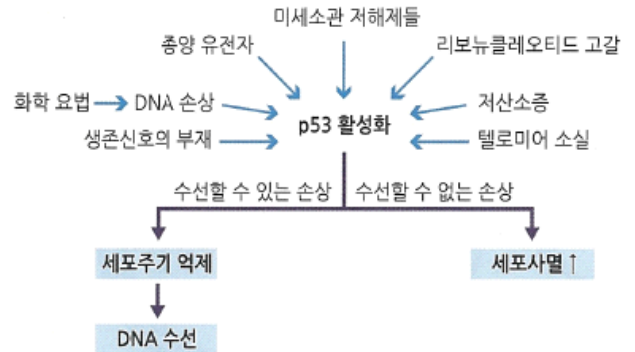 미세소관 저해제들
종양 유전자
리보뉴클레오티드 고갈
화학 요법
DNA 손상
저산소증
p53 활성화
생존신호의 부재
텔로미어 소실
수선할 수 있는 손상
수선할 수 없는 손상
세포주기 억제
세포사멸↑
DNA 수선